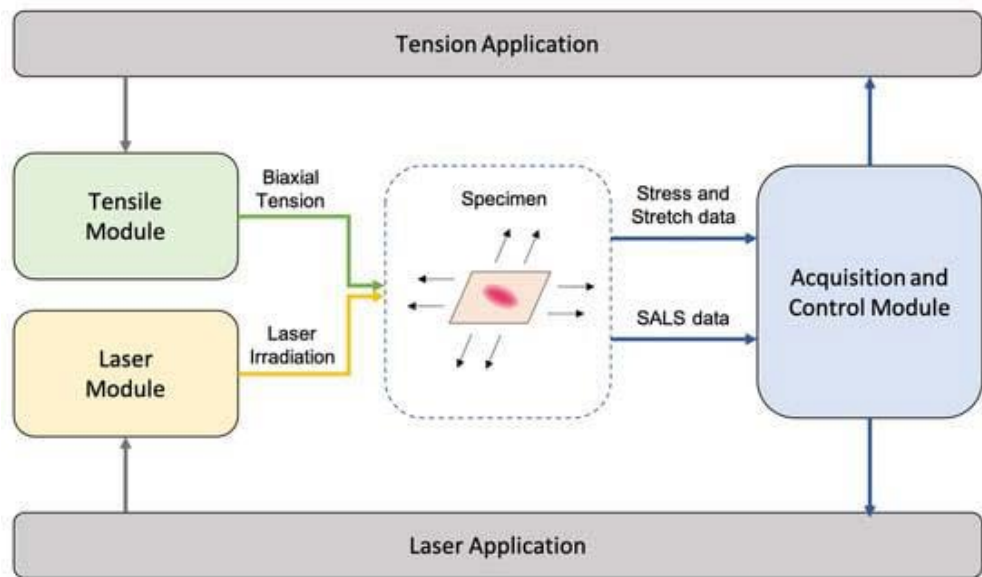 Tension Application
Tensile
Module
Biaxial
Tension
Specimen
Stress and
Stretch data
Acquisition and
Control Module
Laser
Module
Laser
Irradiation
SALS data
Laser Application